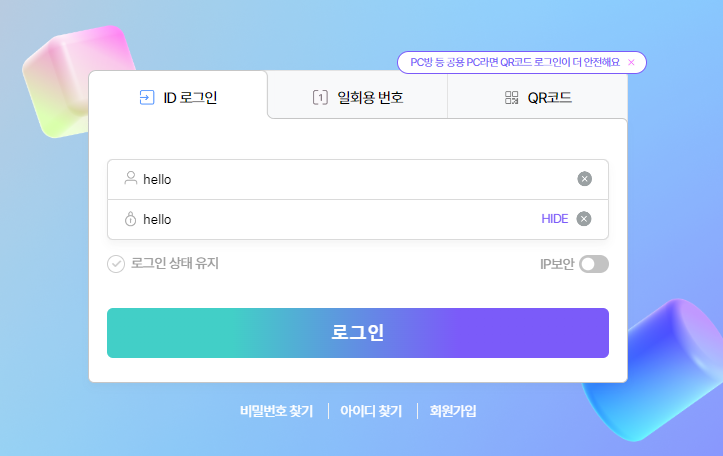 PC방 등 공용 PC라면 QR코드 로그인이 더 안전해요
ID 로그인
1 일회용 번호
QR코드
hello
hello HIDE
로그인 상태 유지 IP보안
로그인
비밀번호 찾기 아이디 찾기 회원가입